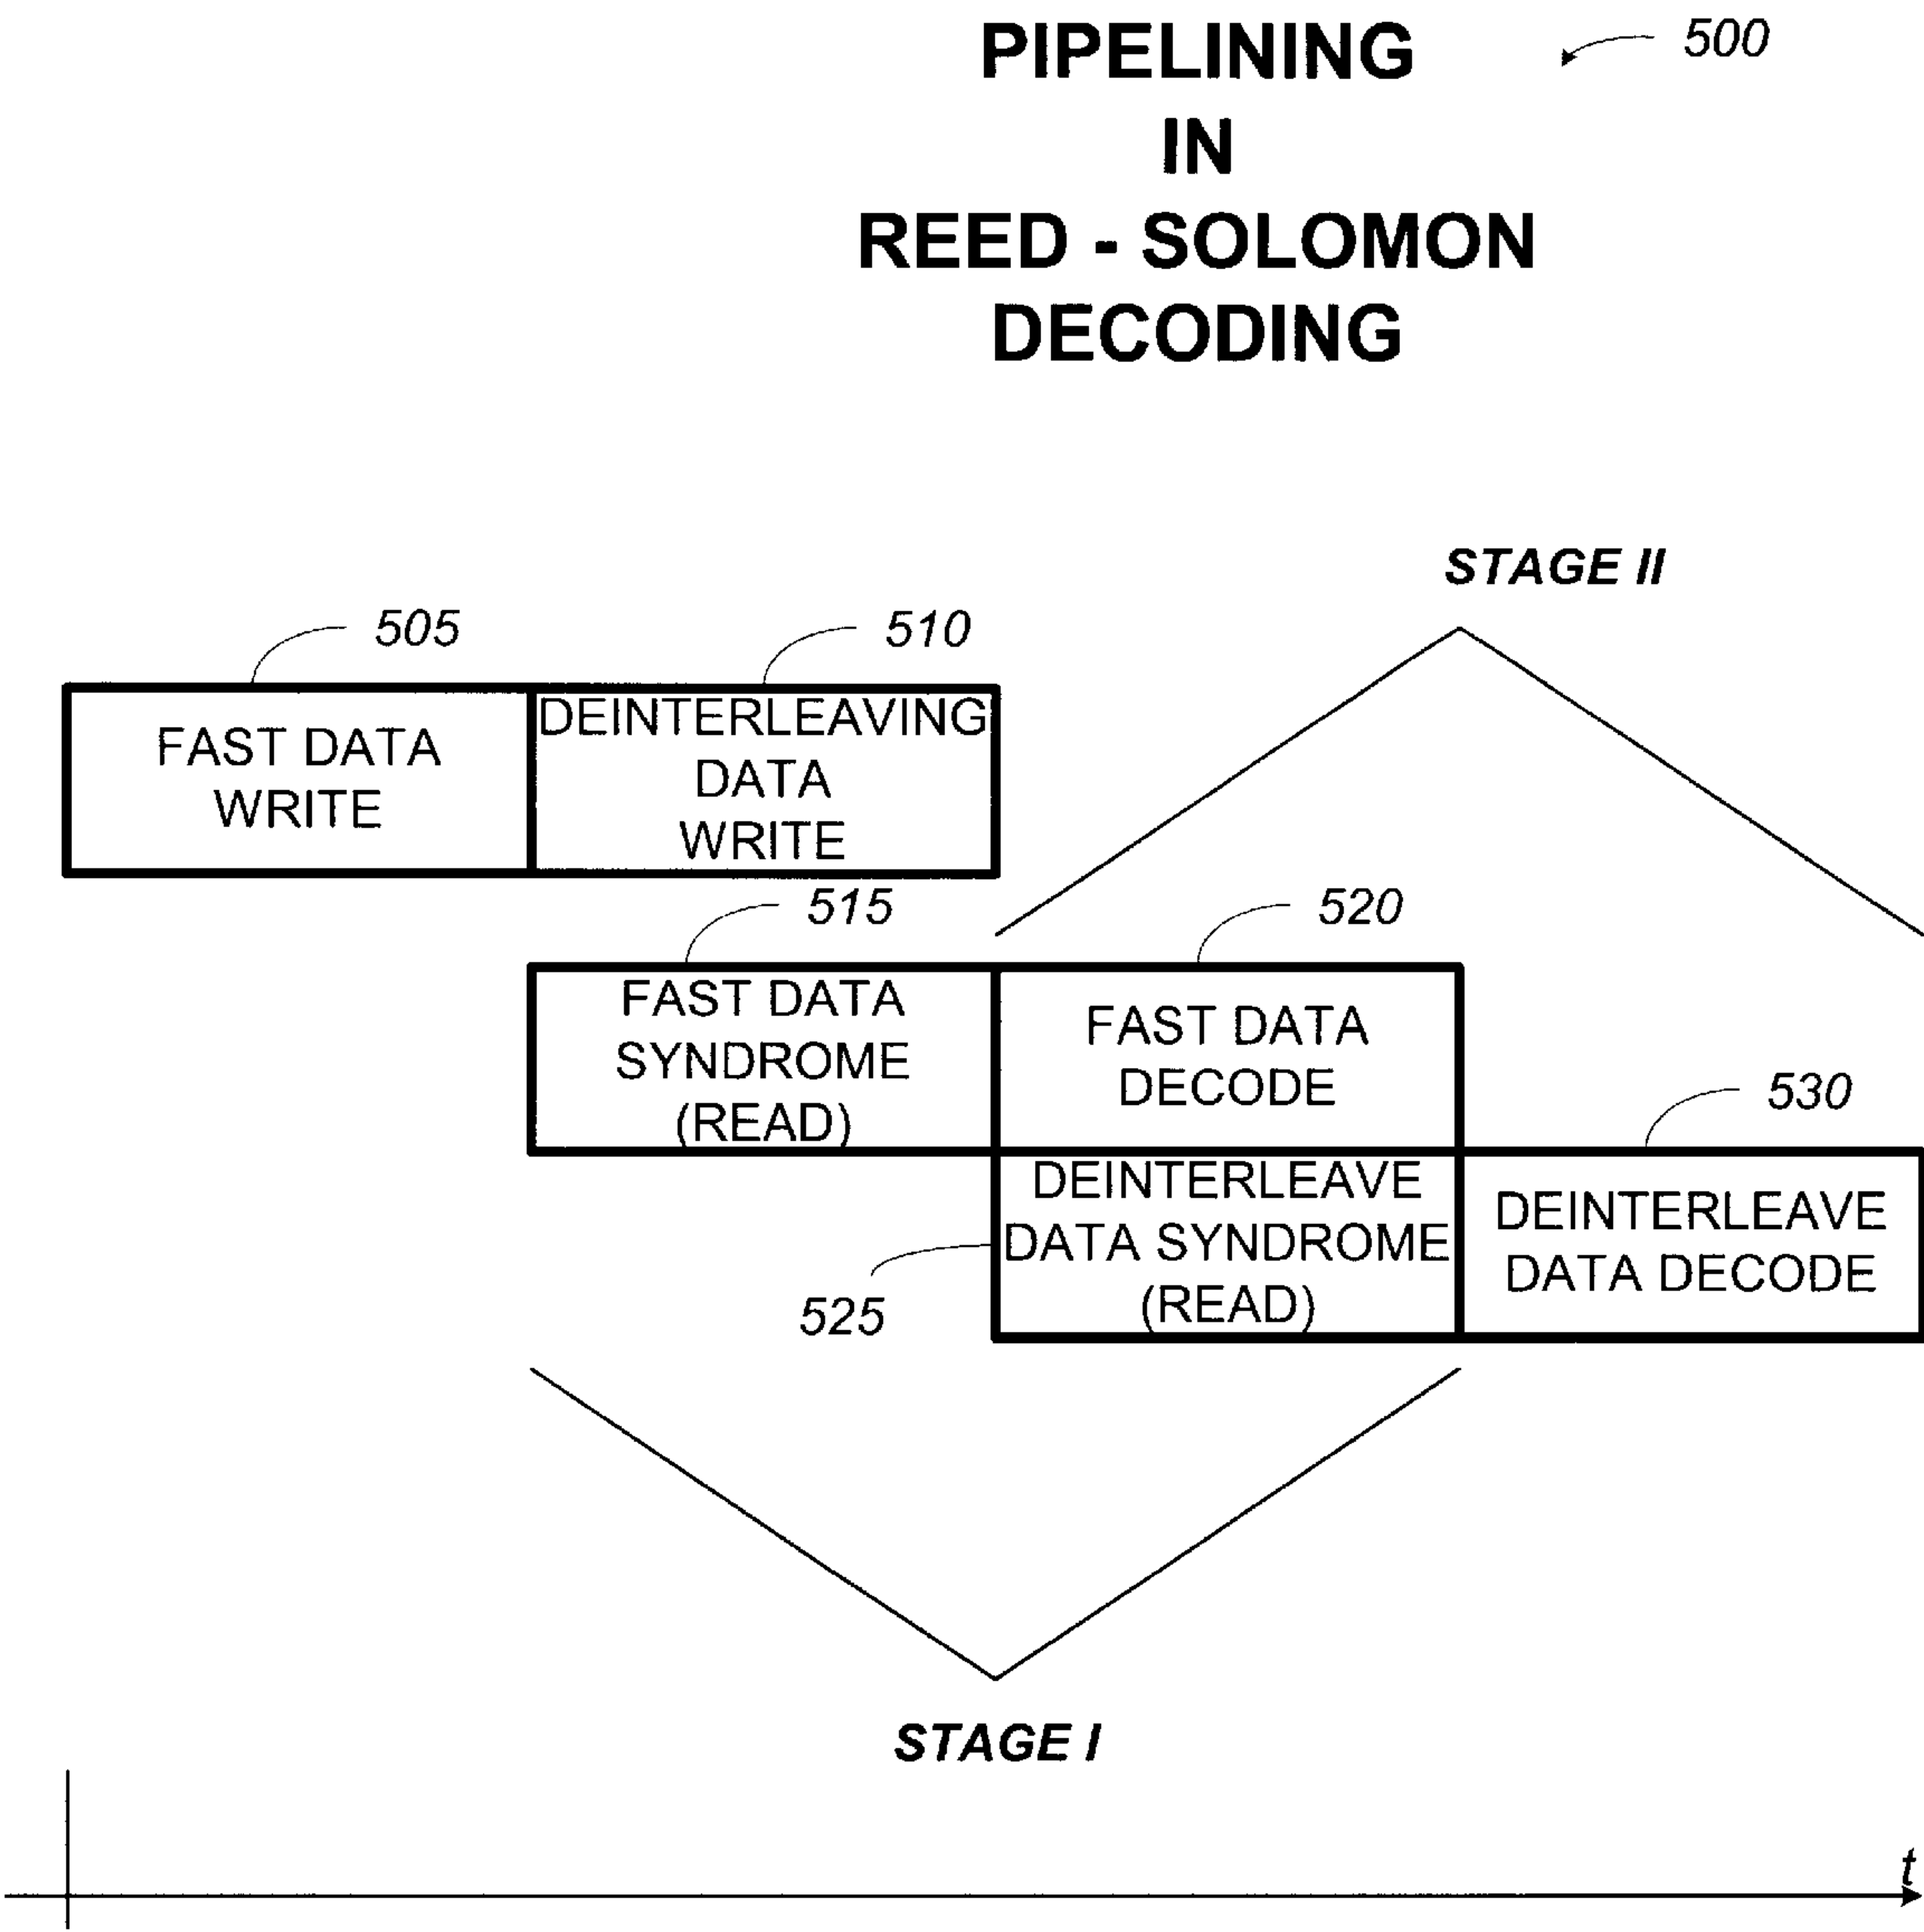 PIPELINING
IN
REED - SOLOMON
DECODING
500
STAGE II
505
510
FAST DATA
WRITE
DEINTERLEAVING
DATA
WRITE
515
520
FAST DATA
SYNDROME
(READ)
FAST DATA
DECODE
530
DEINTERLEAVE
DATA SYNDROME
(READ)
DEINTERLEAVE
DATA DECODE
525
STAGE I
t